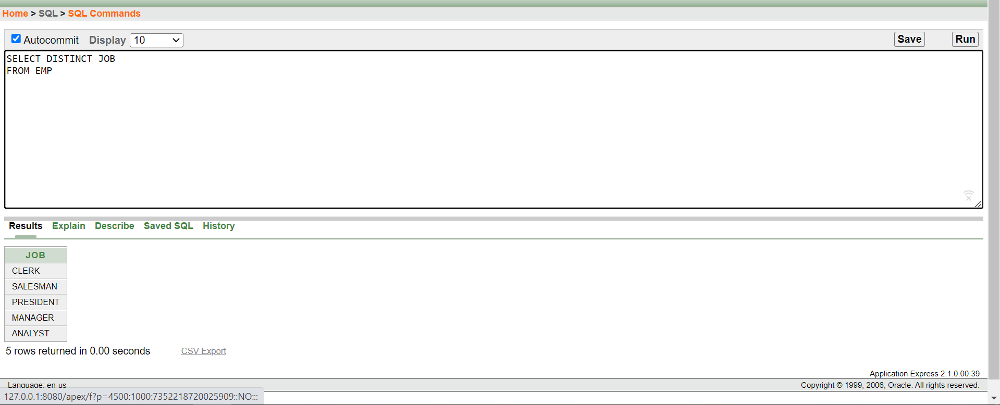 Home > SQL > SQL Commands
Autocommit Display 10 Save Run
SELECT DISTINCT JOB
FROM EMP
Results Explain Describe Saved SQL History
JOB
CLERK
SALESMAN
PRESIDENT
MANAGER
ANALYST
5 rows returned in 0.00 seconds CSV Export
Application Express 2.1.0.00.39
Language: en-us Copyright © 1999, 2006, Oracle. All rights reserved.
127.0.0.1:8080/apex/f?p=4500:1000:7352218720025909::NO:::